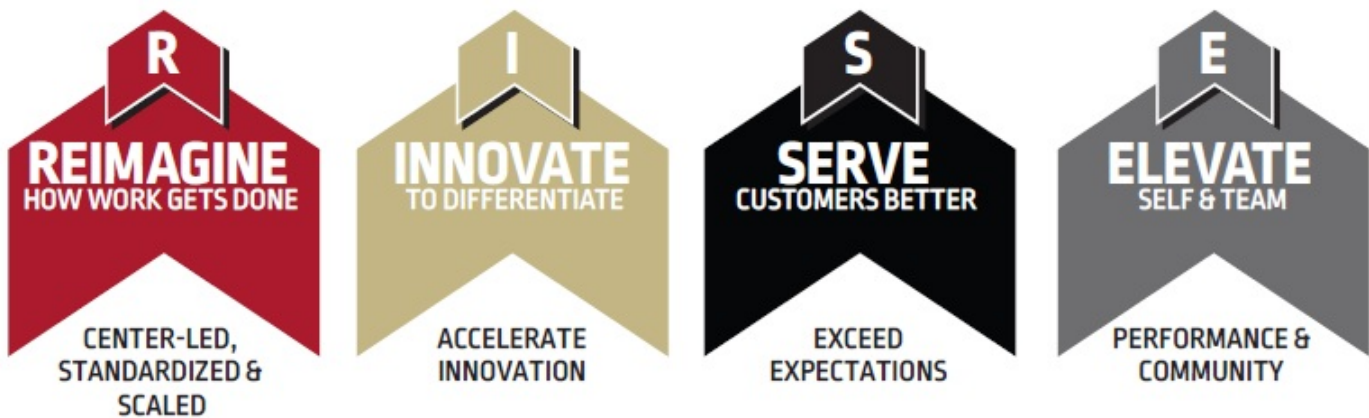 R
REIMAGINE
HOW WORK GETS DONE
CENTER-LED,
STANDARDIZED &
SCALED
I
INNOVATE
TO DIFFERENTIATE
ACCELERATE
INNOVATION
S
SERVE
CUSTOMERS BETTER
EXCEED
EXPECTATIONS
E
ELEVATE
SELF & TEAM
PERFORMANCE &
COMMUNITY